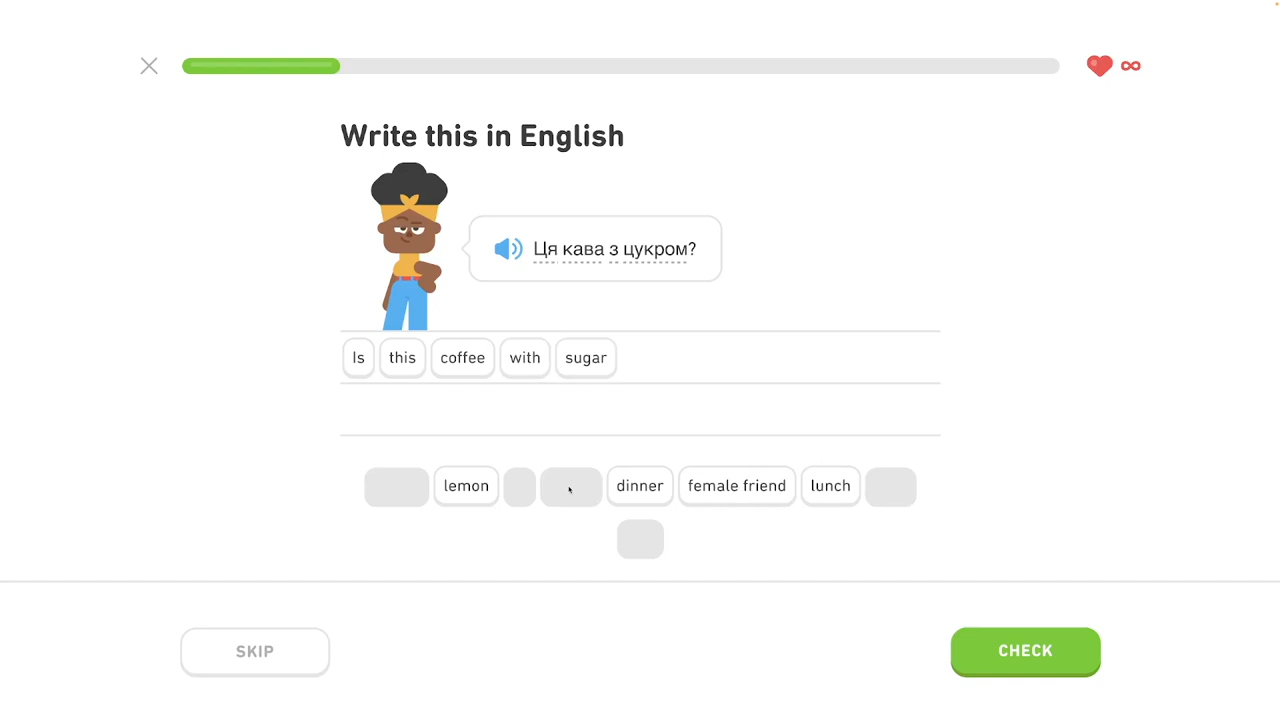 Write this in English
Ця кава з цукром?
Is this coffee with sugar
lemon dinner female friend lunch
SKIP CHECK